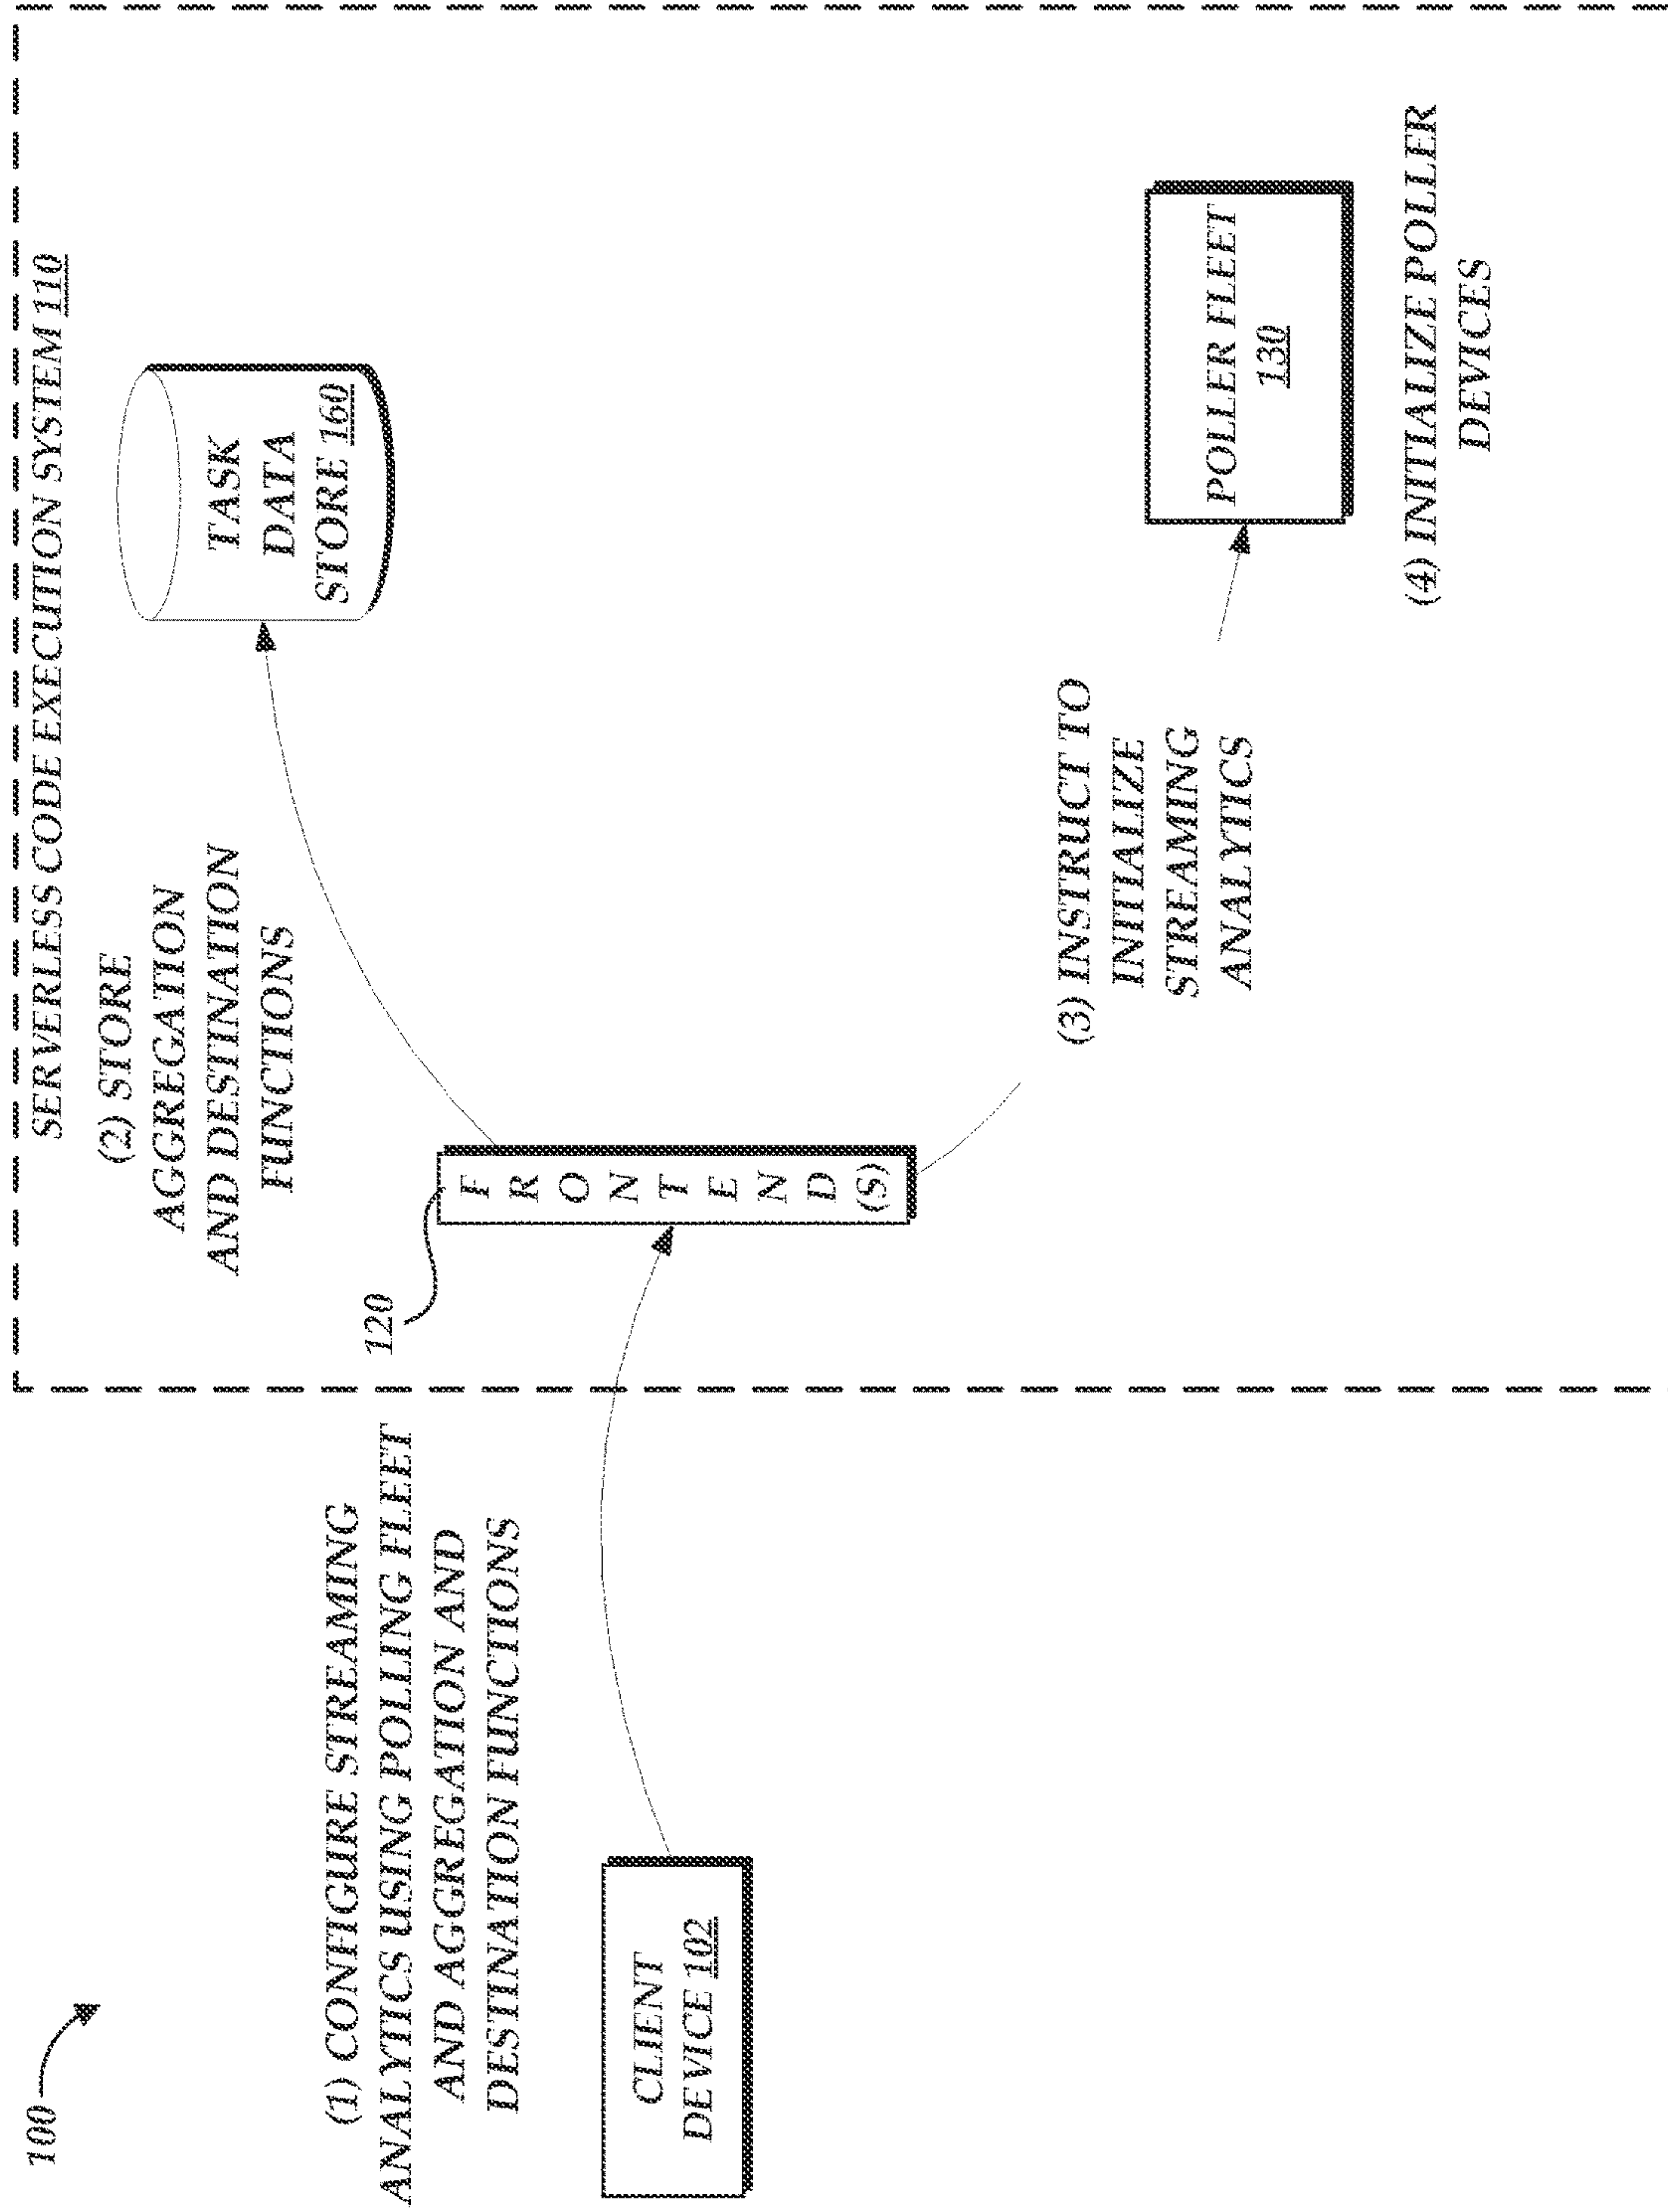 100
SERVERLESS CODE EXECUTION SYSTEM 110
(1) CONFIGURE STREAMING
ANALYTICS USING POLLING FLEET
AND AGGREGATION AND
DESTINATION FUNCTIONS
CLIENT
DEVICE 102
120
FRONTEND(S)
(2) STORE
AGGREGATION
AND DESTINATION
FUNCTIONS
TASK
DATA
STORE 160
(3) INSTRUCT TO
INITIALIZE
STREAMING
ANALYTICS
POLLER FLEET
130
(4) INITIALIZE POLLER
DEVICES